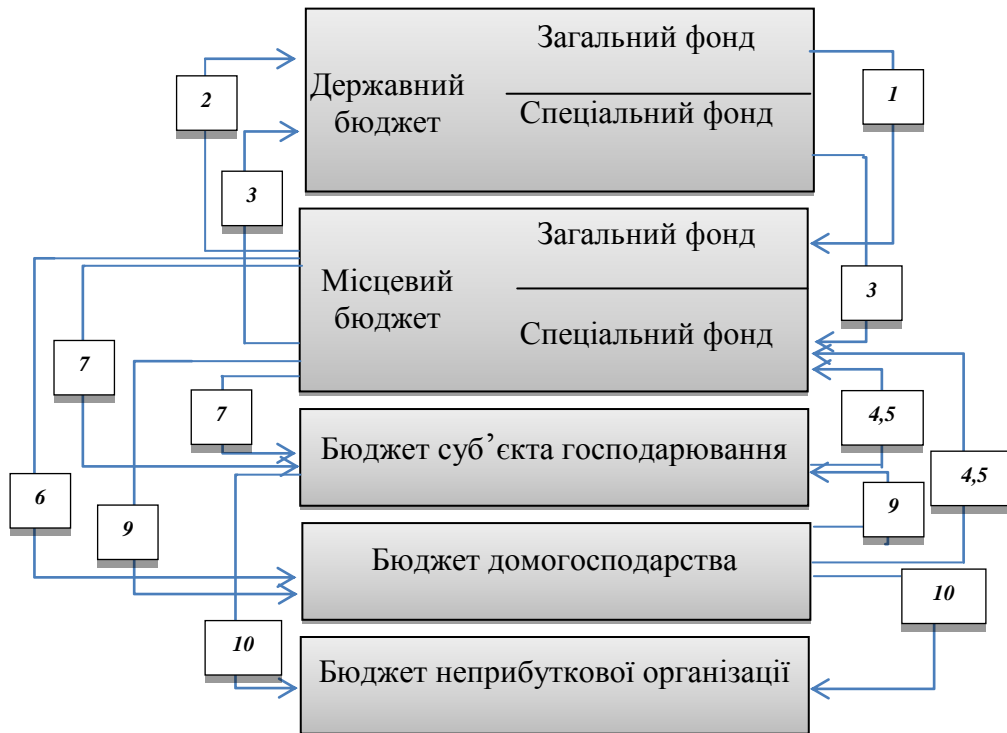 Загальний фонд
Державний
бюджет
Спеціальний фонд
2
1
3
Загальний фонд
Місцевий
бюджет
3
Спеціальний фонд
7
7
4,5
Бюджет суб’єкта господарювання
6
9
9
4,5
Бюджет домогосподарства
10
10
Бюджет неприбуткової організації